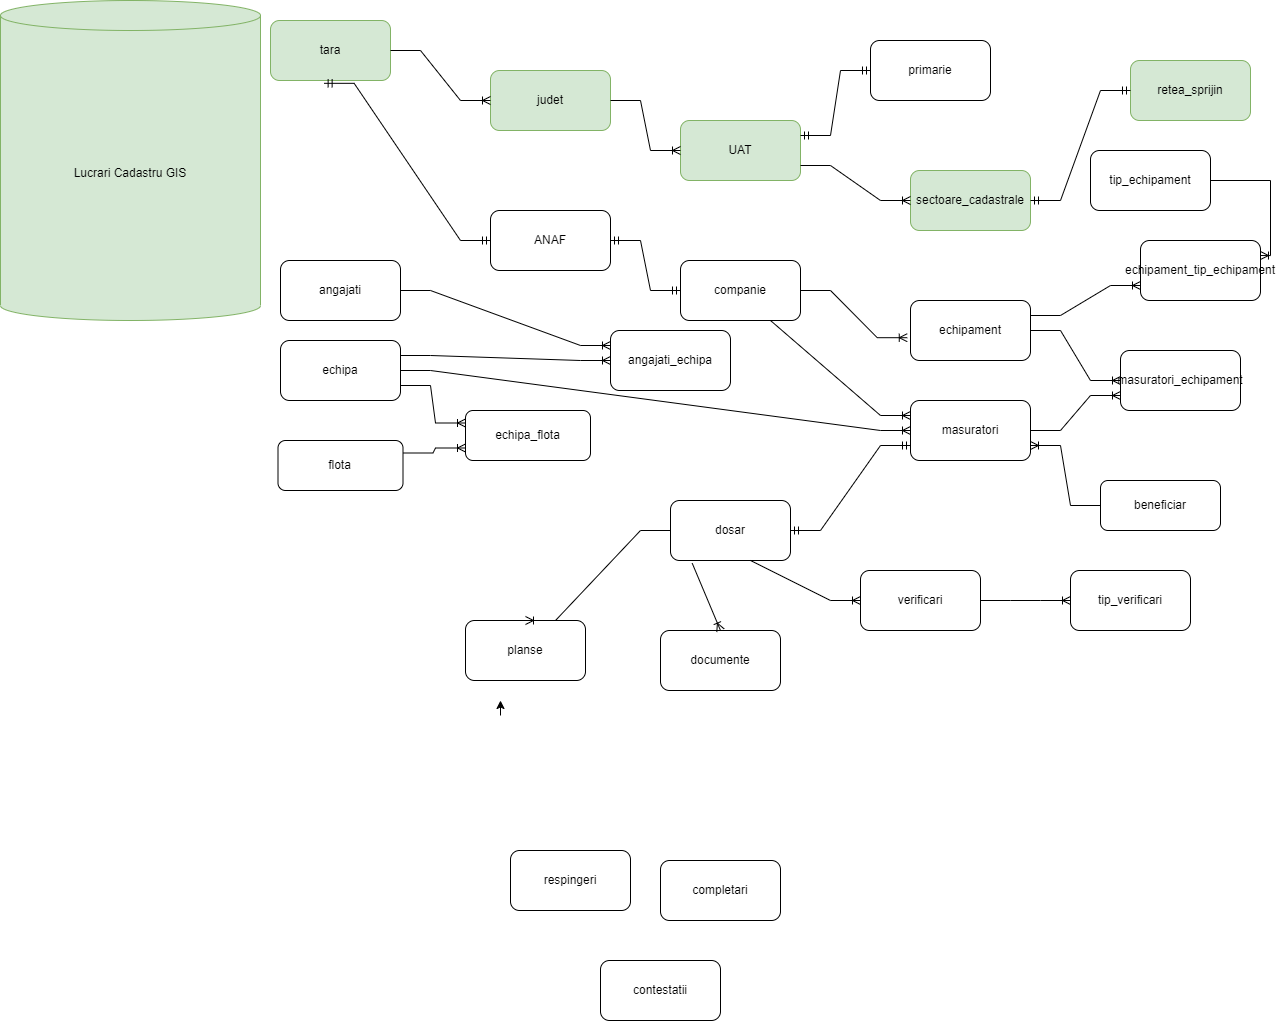 tara
primarie
retea_sprijin
judet
UAT
Lucrari Cadastru GIS
tip_echipament
sectoare_cadastrale
ANAF
echipament_tip_echipament
angajati
companie
echipament
angajati_echipa
echipa
masuratori_echipament
echipa_flota
masuratori
flota
beneficiar
dosar
verificari
tip_verificari
planse
documente
respingeri
completari
contestatii